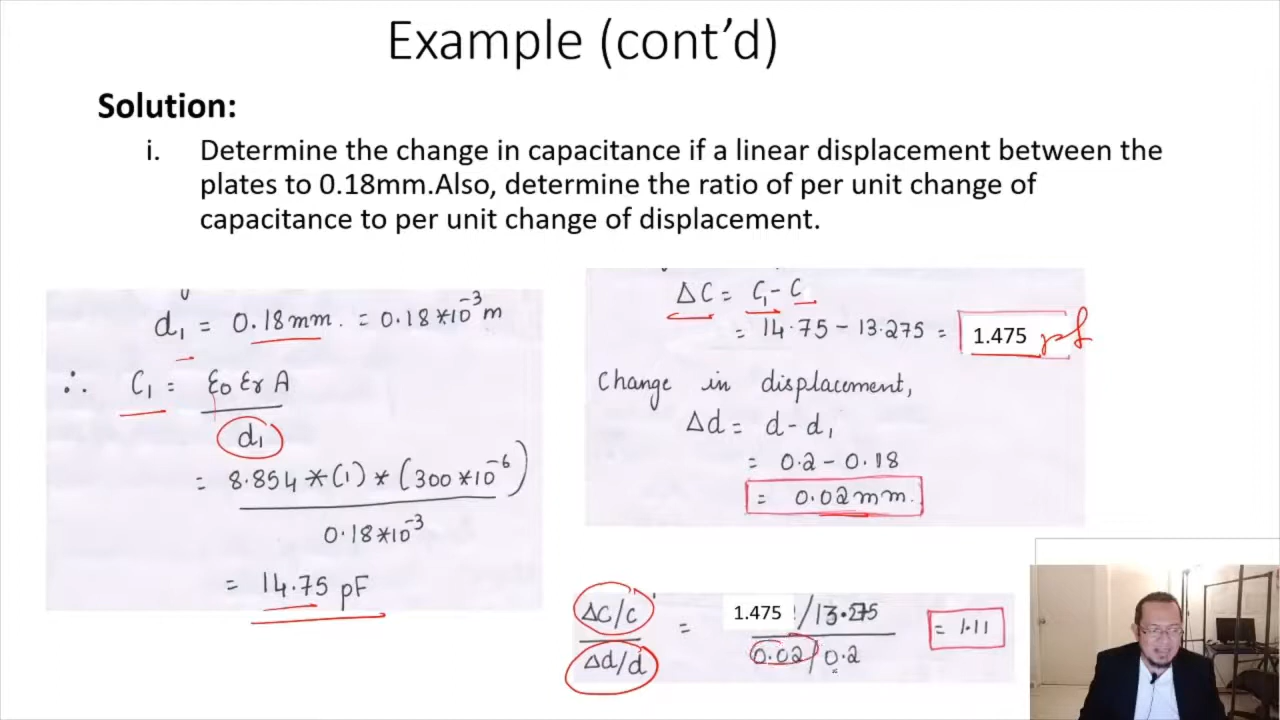 Example (cont’d)
Solution:
i. Determine the change in capacitance if a linear displacement between the
plates to 0.18mm.Also, determine the ratio of per unit change of
capacitance to per unit change of displacement.
d₁ = 0.18mm. = 0.18*10⁻³m
∴ C₁ = ε₀ εr A
d₁
= 8.854 * (1) * (300*10⁻⁶)
0.18*10⁻³
= 14.75 pF
ΔC = C₁ - C
= 14.75 - 13.275 = 1.475 pf
Change in displacement,
Δd = d - d₁
= 0.2 - 0.18
= 0.02mm.
ΔC/C = 1.475 /13.275 = 1.11
Δd/d 0.02/0.2